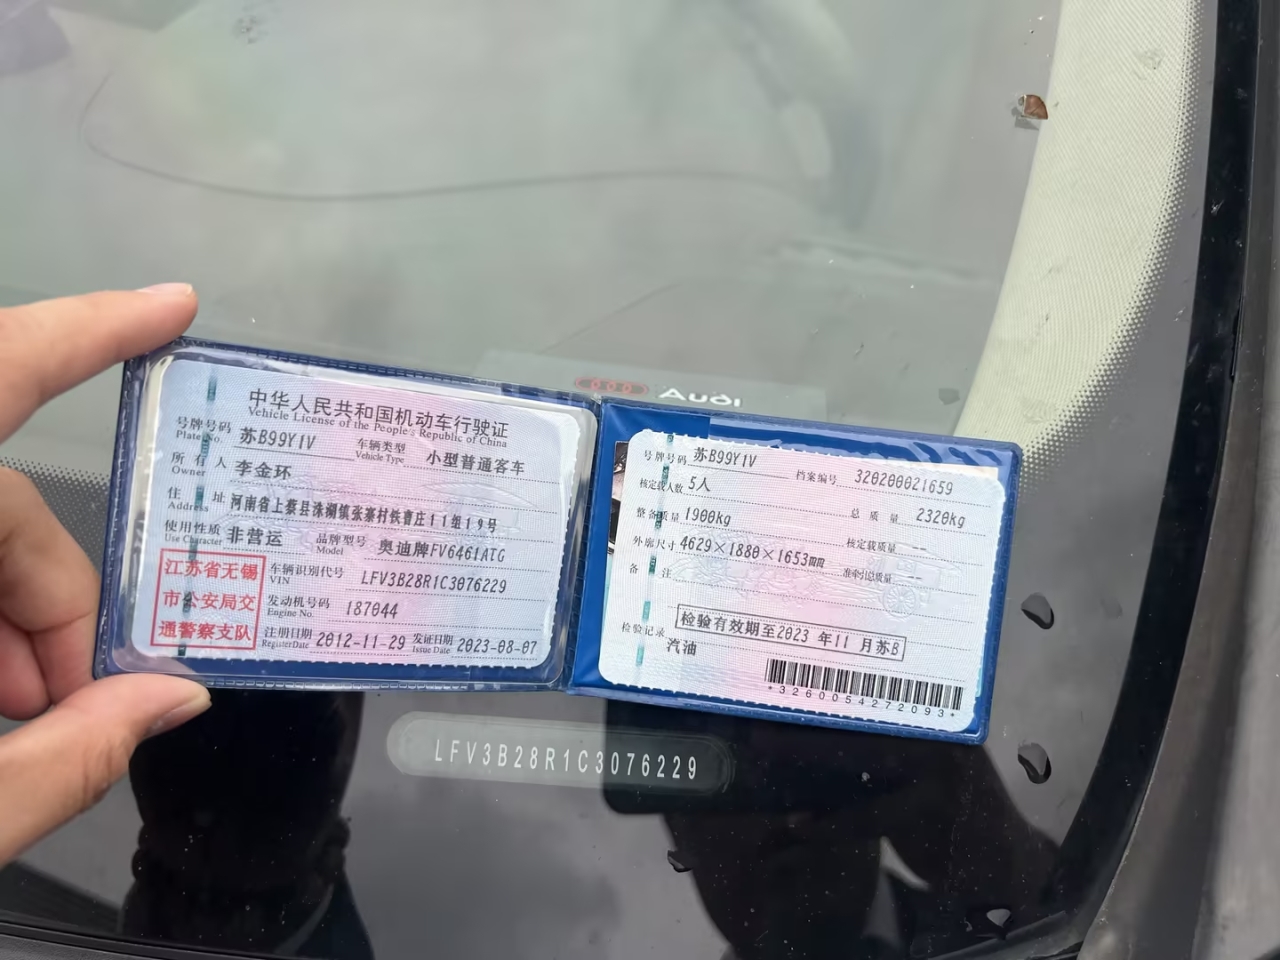 Audi
中华人民共和国机动车行驶证
Vehicle License of the People's Republic of China
号牌号码 苏B99Y1V 车辆类型 小型普通客车
Plate No. Vehicle Type
所有人 李金环
Owner
住址 河南省上蔡县洙湖镇张寨村铁曹庄11组19号
Address
使用性质 非营运 品牌型号 奥迪牌FV6461ATG
Use Character Model
江苏省无锡
市公安局交
通警察支队
车辆识别代号 LFV3B28R1C3076229
VIN
发动机号码 187044
Engine No.
注册日期 2012-11-29 发证日期 2023-08-07
Register Date Issue Date
号牌号码 苏B99Y1V 档案编号 320200021659
核定载人数 5人 总质量 2320kg
整备质量 1900kg 核定载质量 --
外廓尺寸 4629×1880×1653mm 准牵引总质量 --
备注
检验记录 检验有效期至2023年11月苏B
汽油
*3260054272093*
LFV3B28R1C3076229